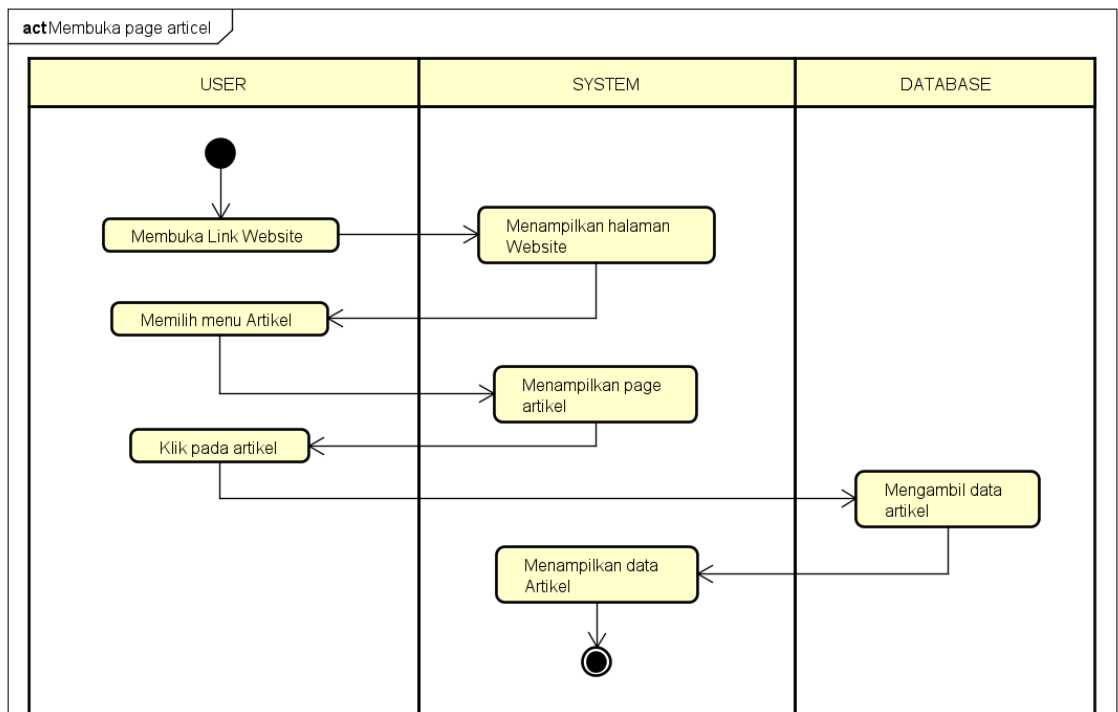 act Membuka page articel
USER
SYSTEM
DATABASE
Membuka Link Website
Menampilkan halaman
Website
Memilih menu Artikel
Menampilkan page
artikel
Klik pada artikel
Mengambil data
artikel
Menampilkan data
Artikel